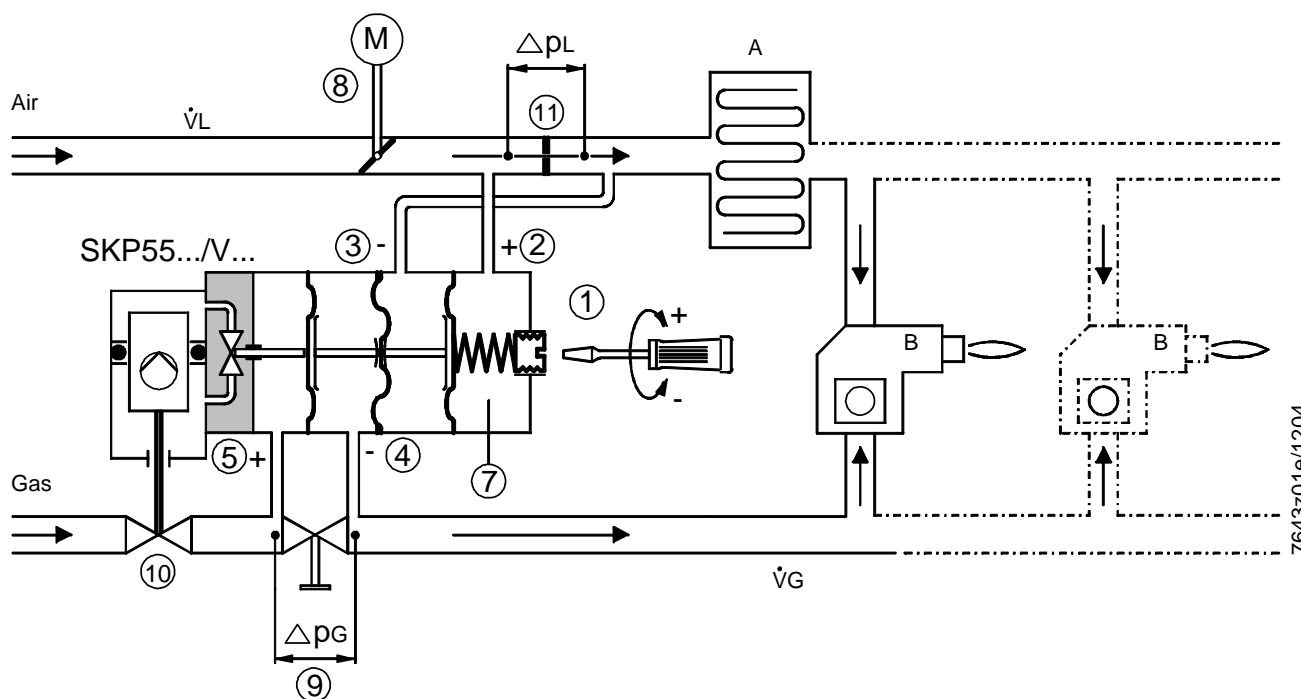 M
△pL
A
⑧
⑪
Air
V̇L
③ -
+ ②
SKP55.../V...
①
+
-
B
B
⑤ +
- ④
⑦
Gas
⑩
V̇G
△pG
⑨
7643z01e/1204